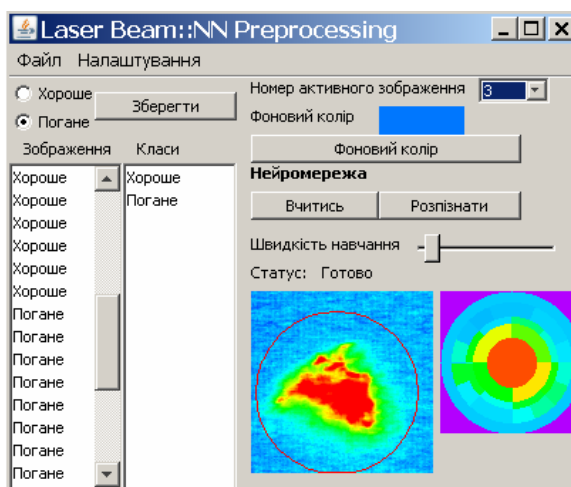 Laser Beam::NN Preprocessing
Файл Налаштування
Хороше
Погане
Зберегти
Номер активного зображення 3
Фоновий колір
Фоновий колір
Зображення Класи
Нейромережа
Вчитись Розпізнати
Швидкість навчання
Статус: Готово
Хороше Хороше
Хороше Погане
Хороше
Хороше
Хороше
Хороше
Погане
Погане
Погане
Погане
Погане
Погане
Погане
Погане